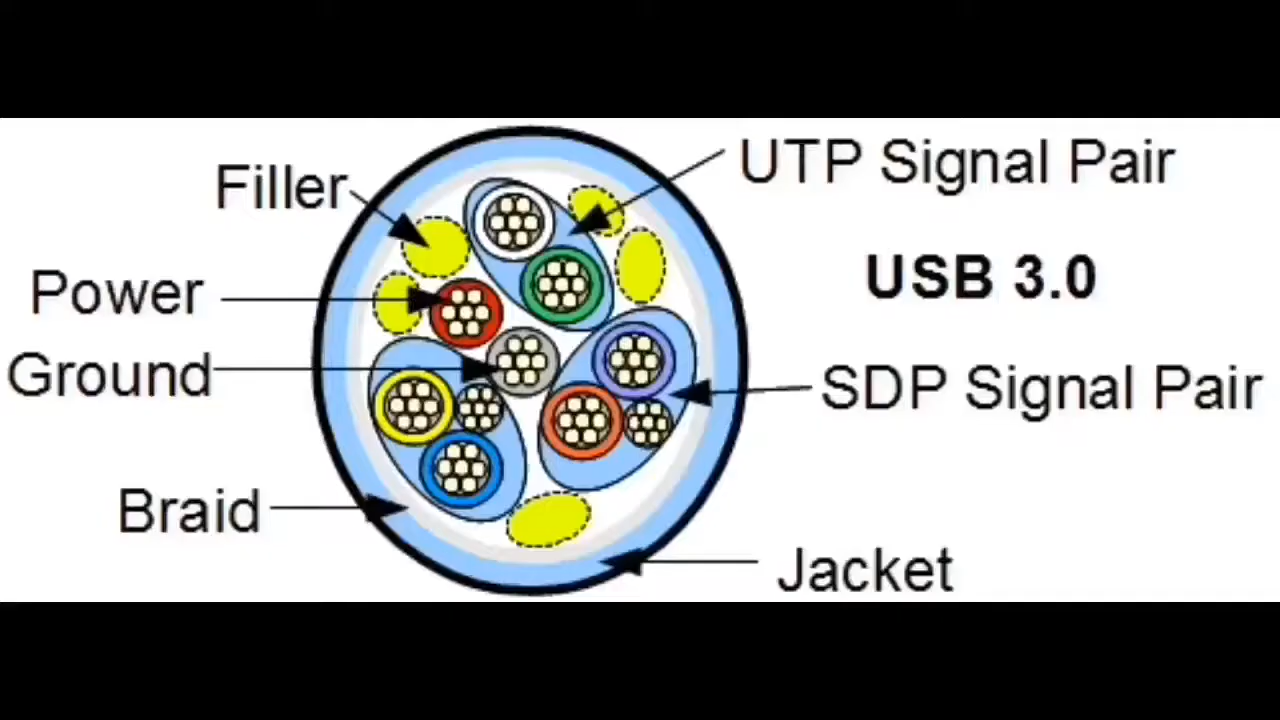 UTP Signal Pair
Filler
USB 3.0
Power
Ground
SDP Signal Pair
Braid
Jacket